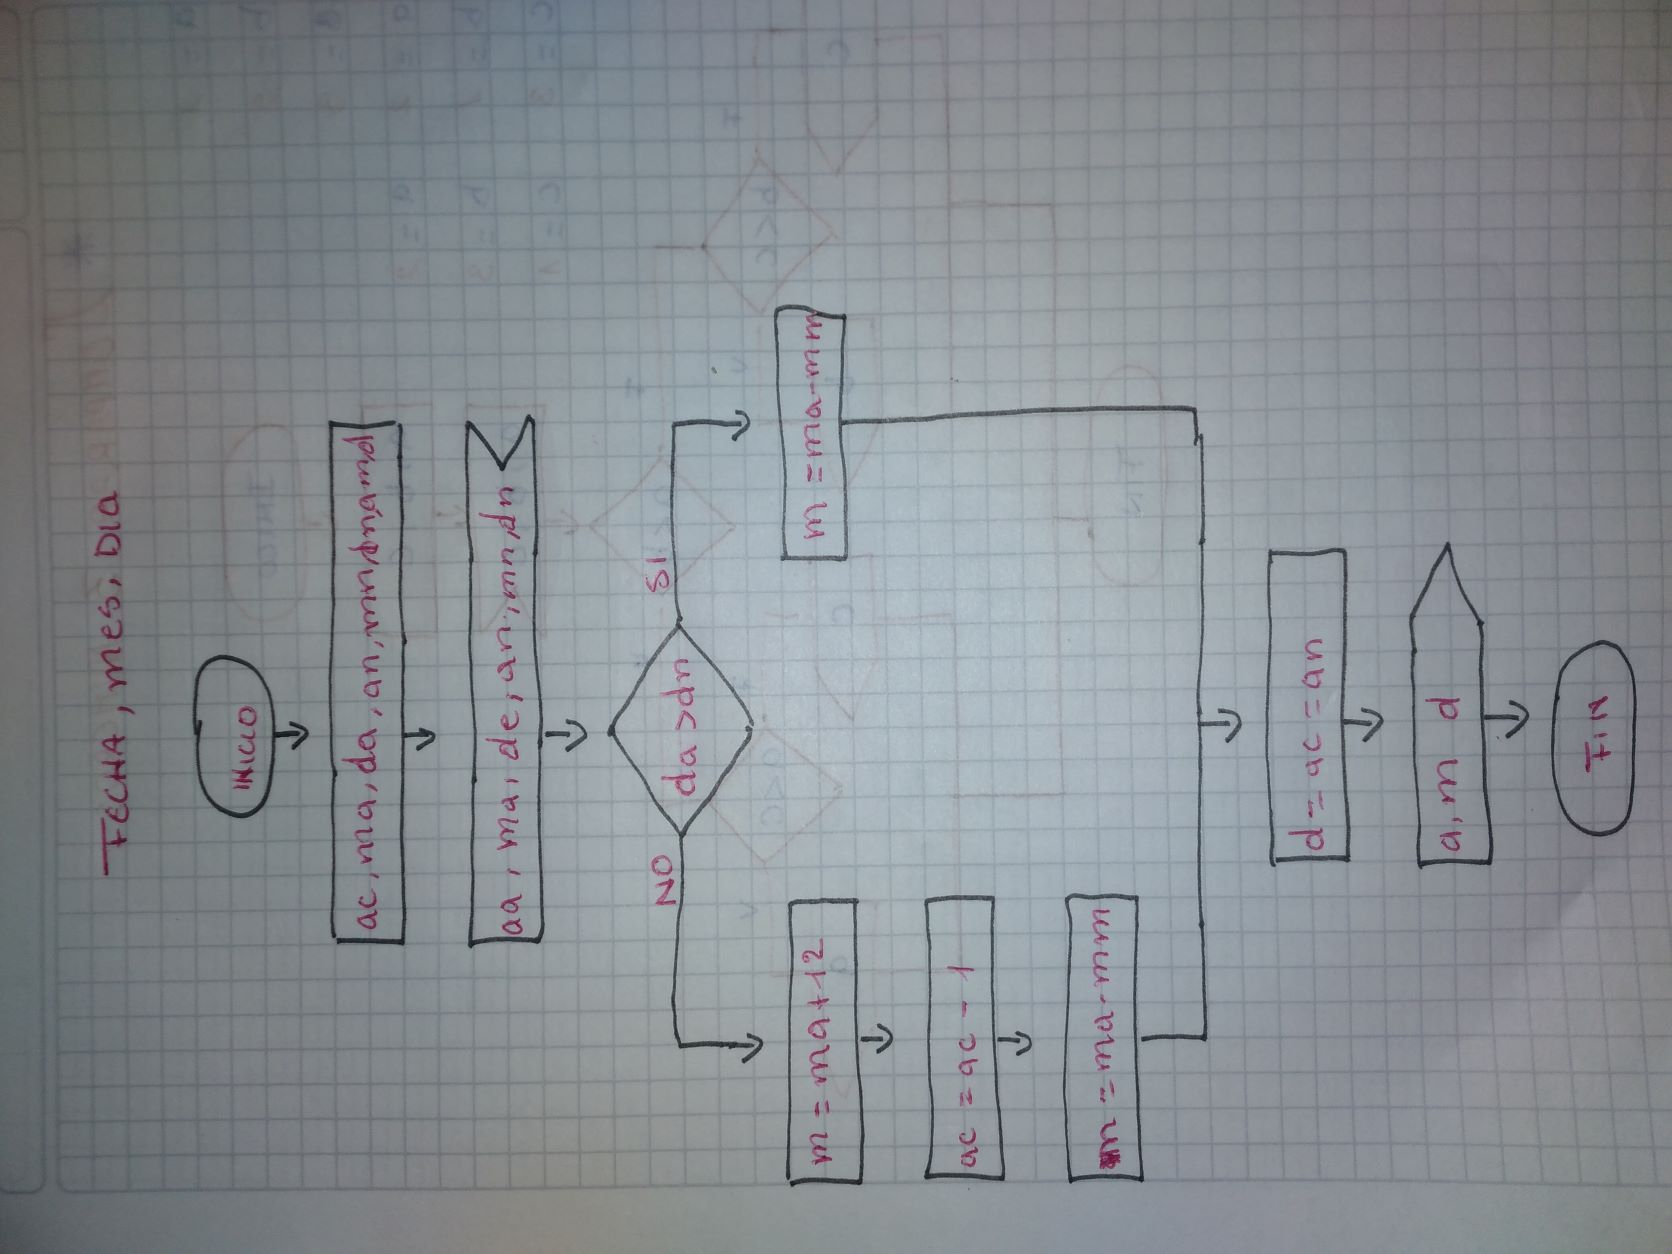 FECHA, mes, DIA
INICIO
ac, ma, da, an, mn, dn, a, m, d
aa, ma, de, an, mn, dn
NO
da > dn
SI
m = ma + 12
m = ma - mm
ac = ac - 1
m = ma - mm
d = ac = an
a, m d
FIN